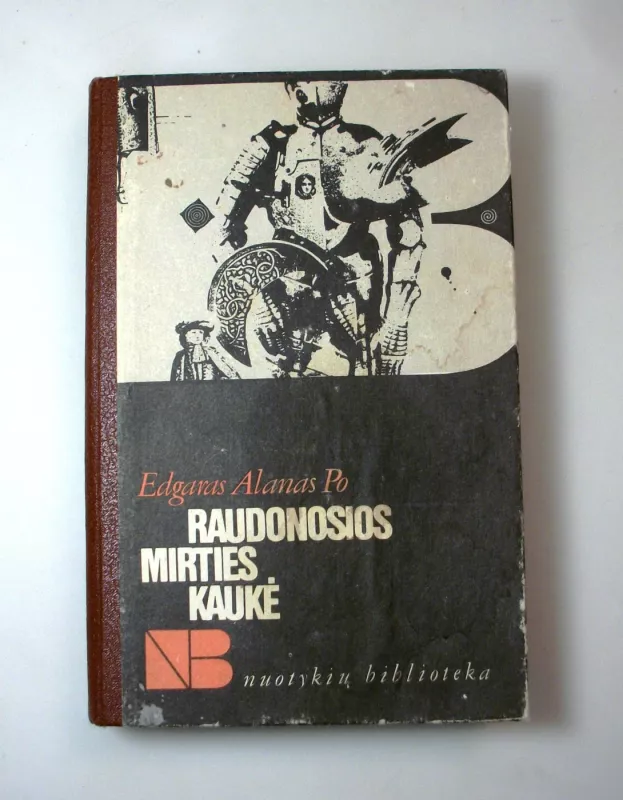 Edgaras Alanas Po
RAUDONOSIOS
MIRTIES
KAUKĖ
NB
nuotykių biblioteka